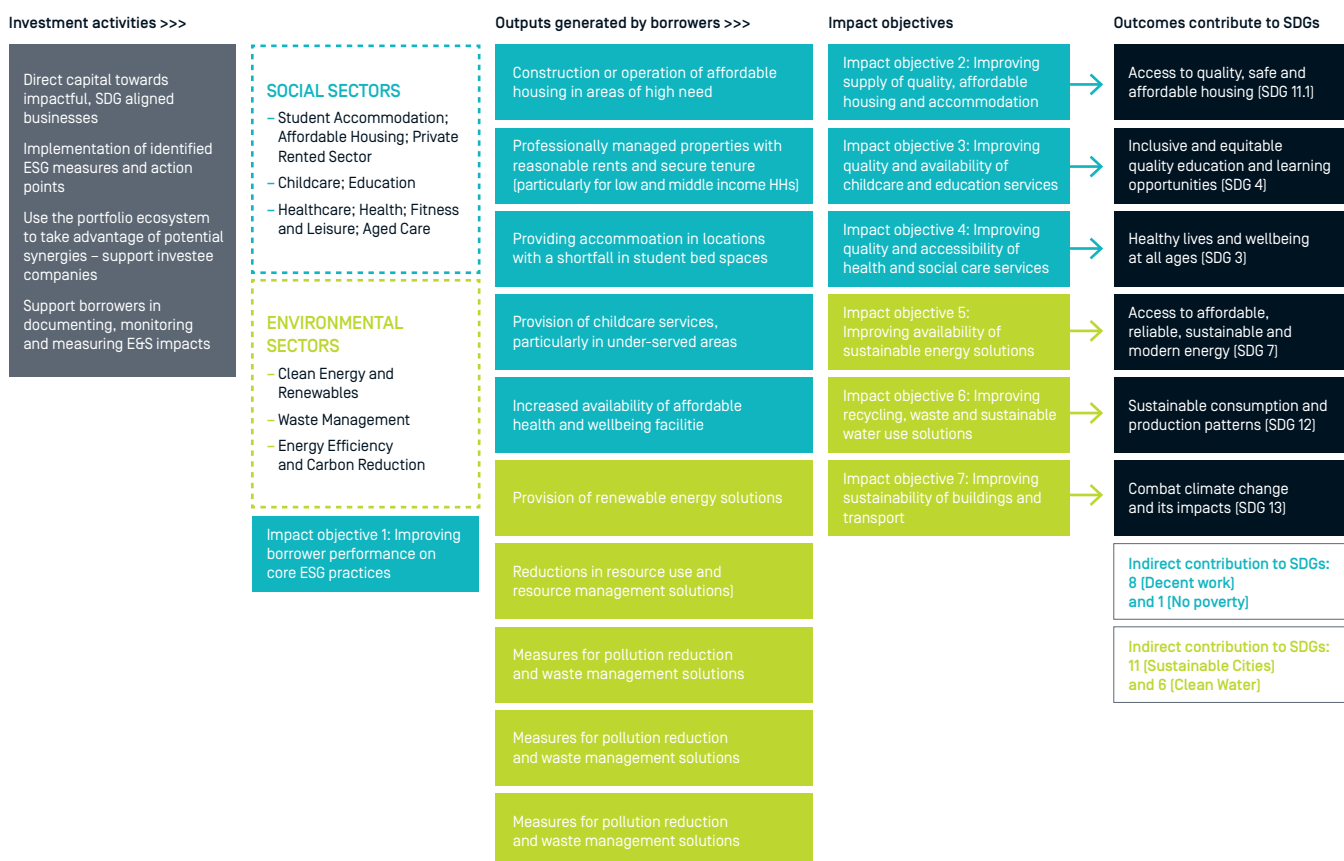 Investment activities >>>
Direct capital towards
impactful, SDG aligned
businesses
Implementation of identified
ESG measures and action
points
Use the portfolio ecosystem
to take advantage of potential
synergies – support investee
companies
Support borrowers in
documenting, monitoring
and measuring E&S impacts
SOCIAL SECTORS
– Student Accommodation;
Affordable Housing; Private
Rented Sector
– Childcare; Education
– Healthcare; Health; Fitness
and Leisure; Aged Care
ENVIRONMENTAL
SECTORS
– Clean Energy and
Renewables
– Waste Management
– Energy Efficiency
and Carbon Reduction
Impact objective 1: Improving
borrower performance on
core ESG practices
Outputs generated by borrowers >>>
Construction or operation of affordable
housing in areas of high need
Professionally managed properties with
reasonable rents and secure tenure
(particularly for low and middle income HHs)
Providing accommoation in locations
with a shortfall in student bed spaces
Provision of childcare services,
particularly in under-served areas
Increased availability of affordable
health and wellbeing facilitie
Provision of renewable energy solutions
Reductions in resource use and
resource management solutions)
Measures for pollution reduction
and waste management solutions
Measures for pollution reduction
and waste management solutions
Measures for pollution reduction
and waste management solutions
Impact objectives
Impact objective 2: Improving
supply of quality, affordable
housing and accommodation
Impact objective 3: Improving
quality and availability of
childcare and education services
Impact objective 4: Improving
quality and accessibility of
health and social care services
Impact objective 5:
Improving availability of
sustainable energy solutions
Impact objective 6: Improving
recycling, waste and sustainable
water use solutions
Impact objective 7: Improving
sustainability of buildings and
transport
Outcomes contribute to SDGs
Access to quality, safe and
affordable housing (SDG 11.1)
Inclusive and equitable
quality education and learning
opportunities (SDG 4)
Healthy lives and wellbeing
at all ages (SDG 3)
Access to affordable,
reliable, sustainable and
modern energy (SDG 7)
Sustainable consumption and
production patterns (SDG 12)
Combat climate change
and its impacts (SDG 13)
Indirect contribution to SDGs:
8 (Decent work)
and 1 (No poverty)
Indirect contribution to SDGs:
11 (Sustainable Cities)
and 6 (Clean Water)